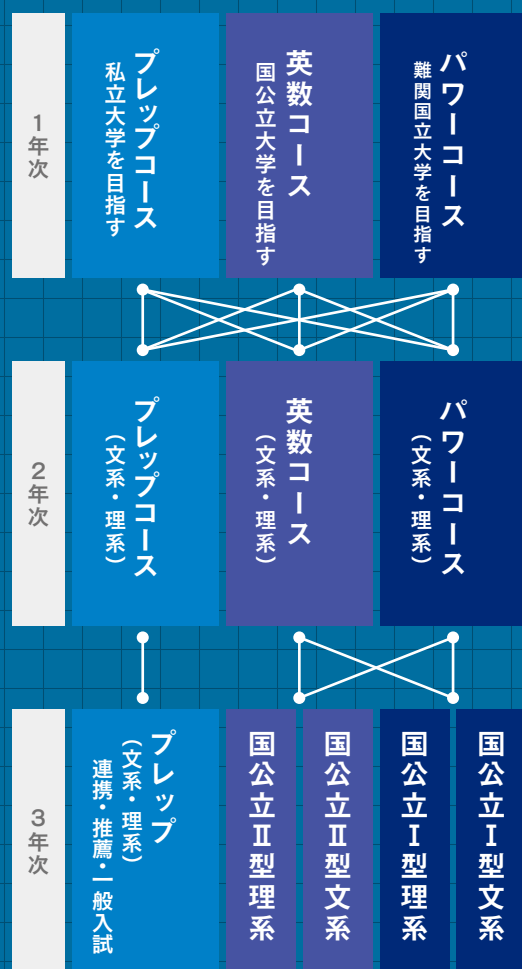 1年次
プレップコース
私立大学を目指す
英数コース
国公立大学を目指す
パワーコース
難関国立大学を目指す
2年次
プレップコース
(文系・理系)
英数コース
(文系・理系)
パワーコース
(文系・理系)
3年次
プレップ
(文系・理系)
連携・推薦・一般入試
国公立Ⅱ型理系
国公立Ⅱ型文系
国公立Ⅰ型理系
国公立Ⅰ型文系